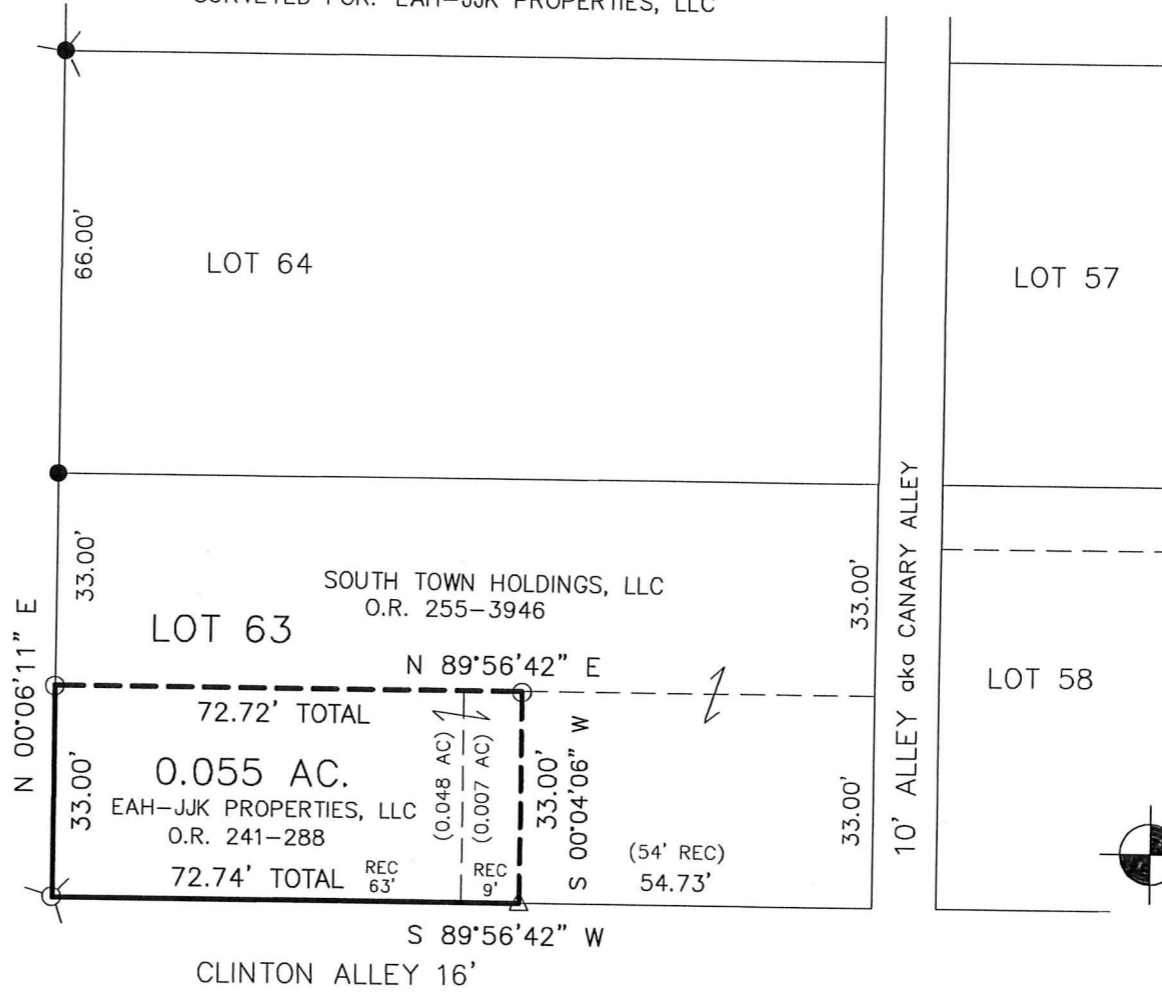 SURVEYED FOR: EAH-JJK PROPERTIES, LLC
66.00'
LOT 64
LOT 57
33.00'
SOUTH TOWN HOLDINGS, LLC
O.R. 255-3946
33.00'
10' ALLEY aka CANARY ALLEY
LOT 63
N 00°06'11" E
N 89°56'42" E
LOT 58
72.72' TOTAL
33.00'
0.055 AC.
EAH-JJK PROPERTIES, LLC
O.R. 241-288
(0.048 AC)
(0.007 AC)
33.00'
S 00°04'06" W
33.00'
72.74' TOTAL
REC
63'
REC
9'
(54' REC)
54.73'
S 89°56'42" W
CLINTON ALLEY 16'